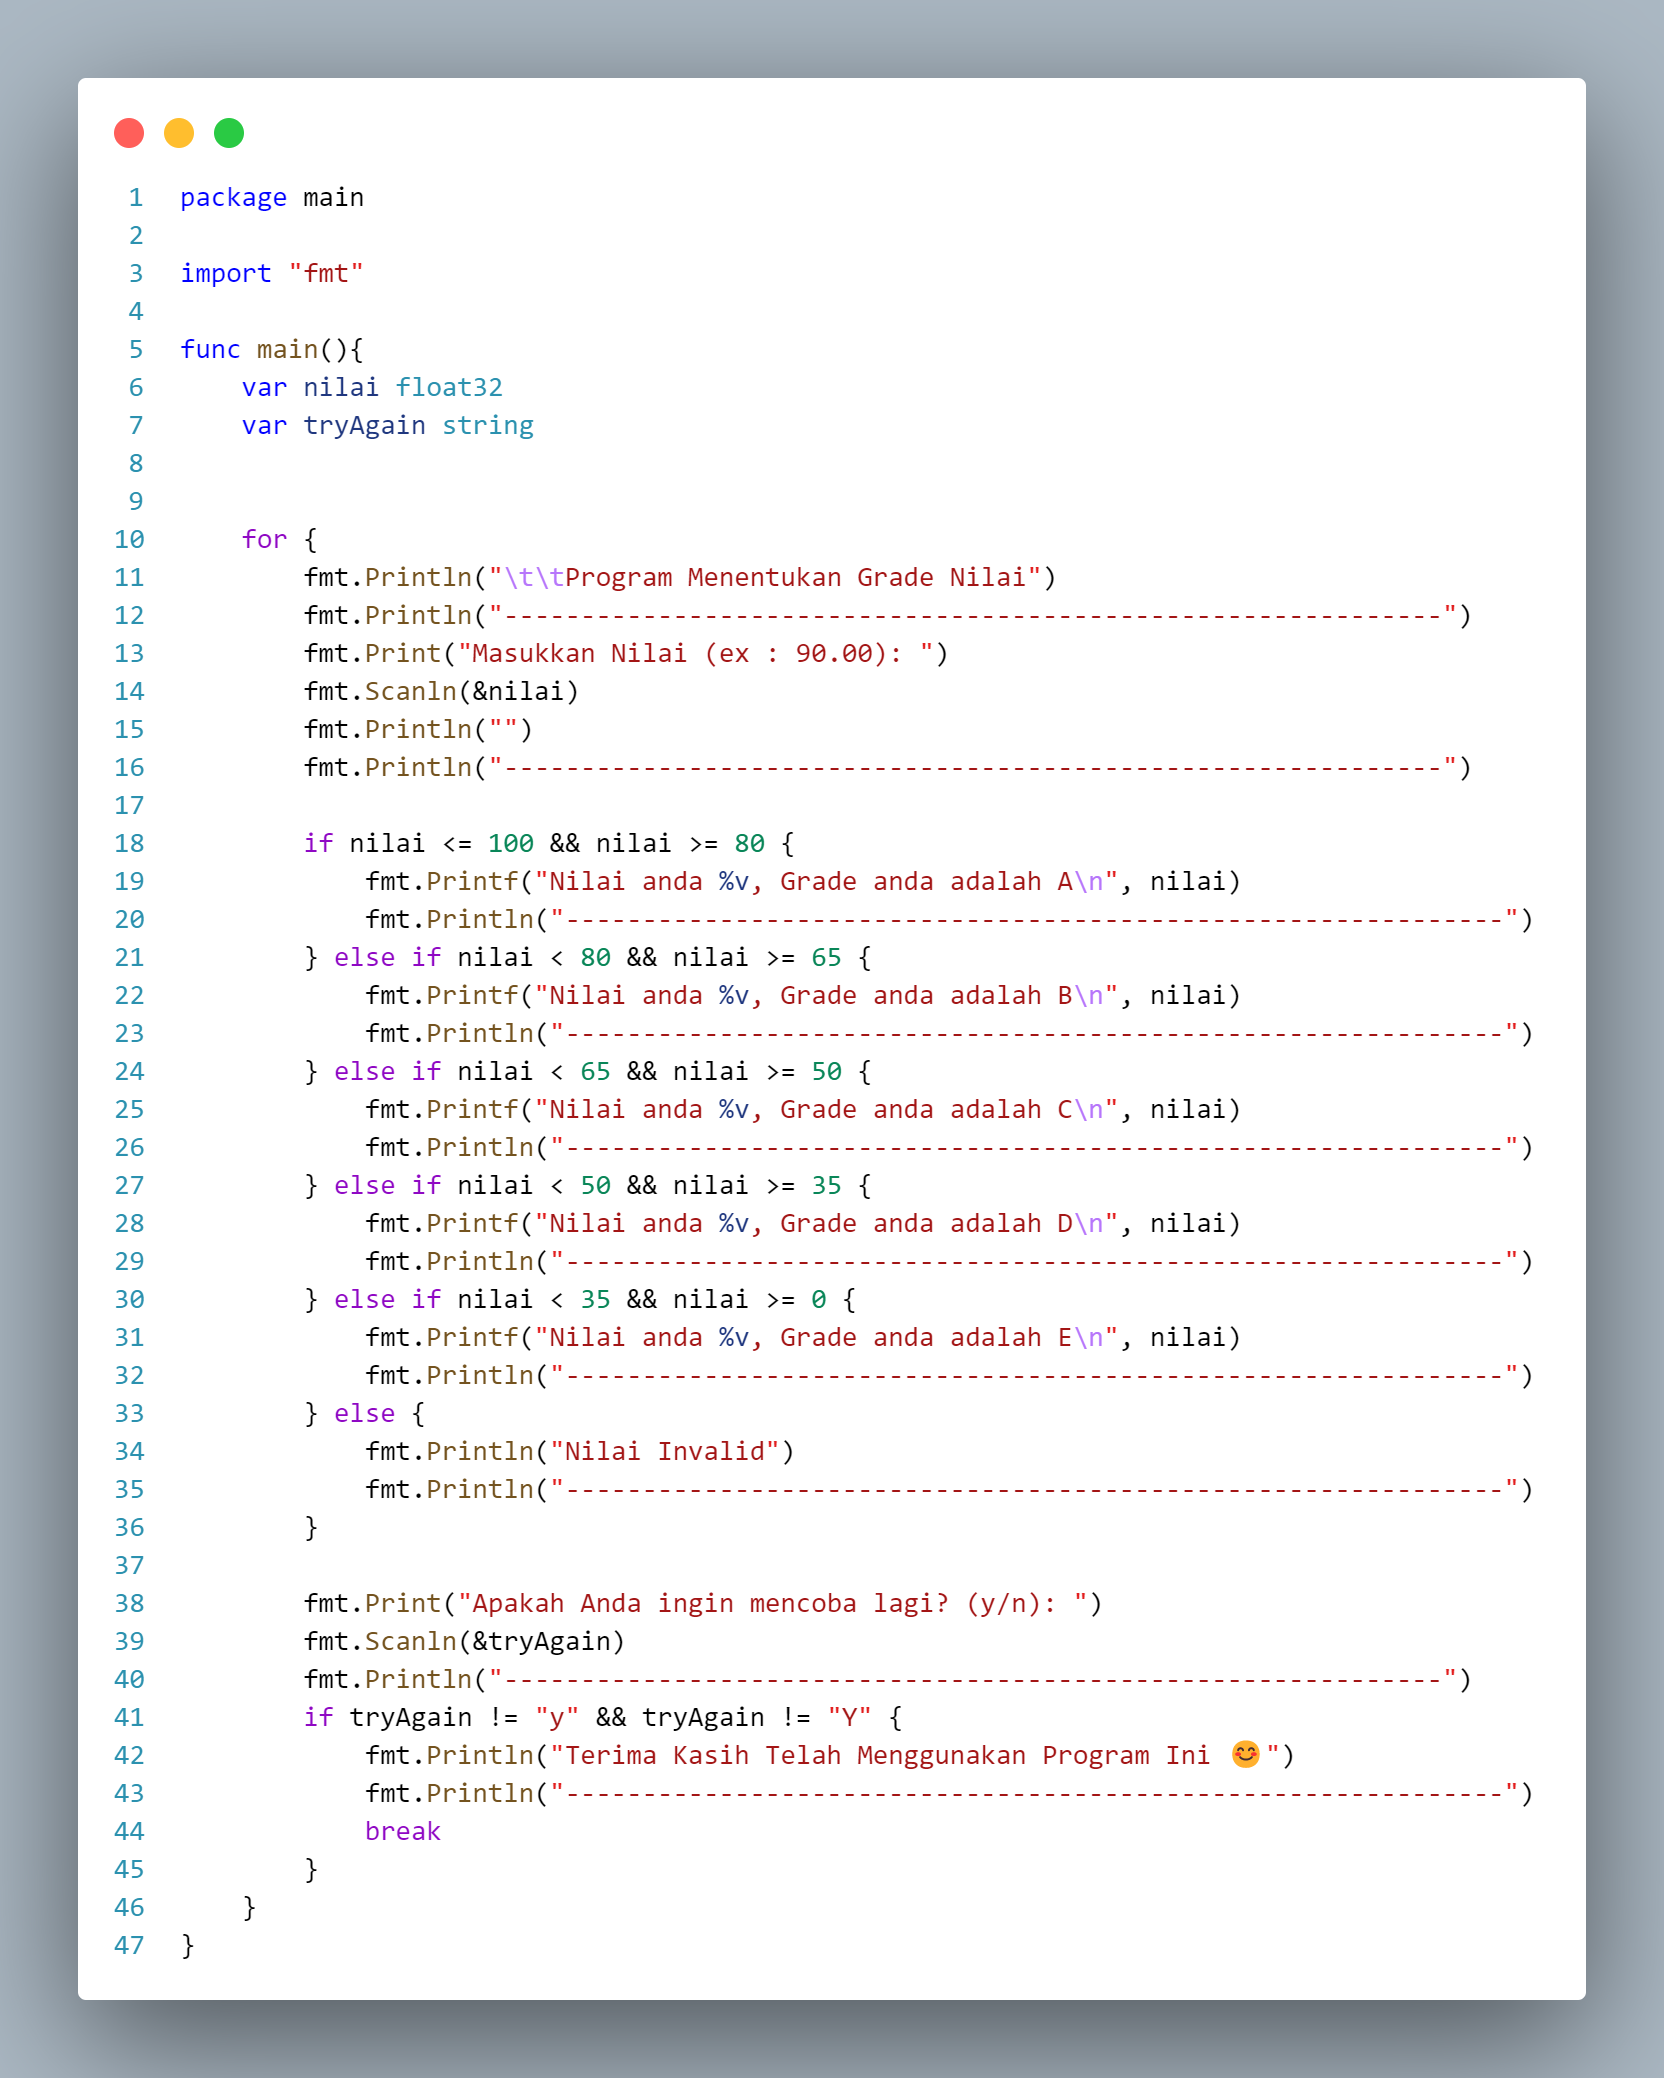 1 package main
2
3 import "fmt"
4
5 func main(){
6     var nilai float32
7     var tryAgain string
8
9
10     for {
11         fmt.Println("\t\tProgram Menentukan Grade Nilai")
12         fmt.Println("-------------------------------------------------------------")
13         fmt.Print("Masukkan Nilai (ex : 90.00): ")
14         fmt.Scanln(&nilai)
15         fmt.Println("")
16         fmt.Println("-------------------------------------------------------------")
17
18         if nilai <= 100 && nilai >= 80 {
19             fmt.Printf("Nilai anda %v, Grade anda adalah A\n", nilai)
20             fmt.Println("-------------------------------------------------------------")
21         } else if nilai < 80 && nilai >= 65 {
22             fmt.Printf("Nilai anda %v, Grade anda adalah B\n", nilai)
23             fmt.Println("-------------------------------------------------------------")
24         } else if nilai < 65 && nilai >= 50 {
25             fmt.Printf("Nilai anda %v, Grade anda adalah C\n", nilai)
26             fmt.Println("-------------------------------------------------------------")
27         } else if nilai < 50 && nilai >= 35 {
28             fmt.Printf("Nilai anda %v, Grade anda adalah D\n", nilai)
29             fmt.Println("-------------------------------------------------------------")
30         } else if nilai < 35 && nilai >= 0 {
31             fmt.Printf("Nilai anda %v, Grade anda adalah E\n", nilai)
32             fmt.Println("-------------------------------------------------------------")
33         } else {
34             fmt.Println("Nilai Invalid")
35             fmt.Println("-------------------------------------------------------------")
36         }
37
38         fmt.Print("Apakah Anda ingin mencoba lagi? (y/n): ")
39         fmt.Scanln(&tryAgain)
40         fmt.Println("-------------------------------------------------------------")
41         if tryAgain != "y" && tryAgain != "Y" {
42             fmt.Println("Terima Kasih Telah Menggunakan Program Ini 😊")
43             fmt.Println("-------------------------------------------------------------")
44             break
45         }
46     }
47 }